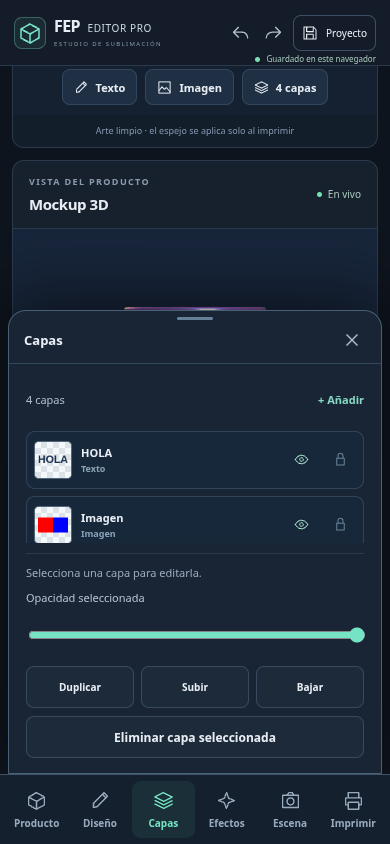 FEP EDITOR PRO
ESTUDIO DE SUBLIMACIÓN
Proyecto
Guardado en este navegador
Texto
Imagen
4 capas
Arte limpio · el espejo se aplica solo al imprimir
VISTA DEL PRODUCTO
Mockup 3D
En vivo
Capas
4 capas
+ Añadir
HOLA
HOLA
Texto
Imagen
Imagen
Selecciona una capa para editarla.
Opacidad seleccionada
Duplicar
Subir
Bajar
Eliminar capa seleccionada
Producto
Diseño
Capas
Efectos
Escena
Imprimir